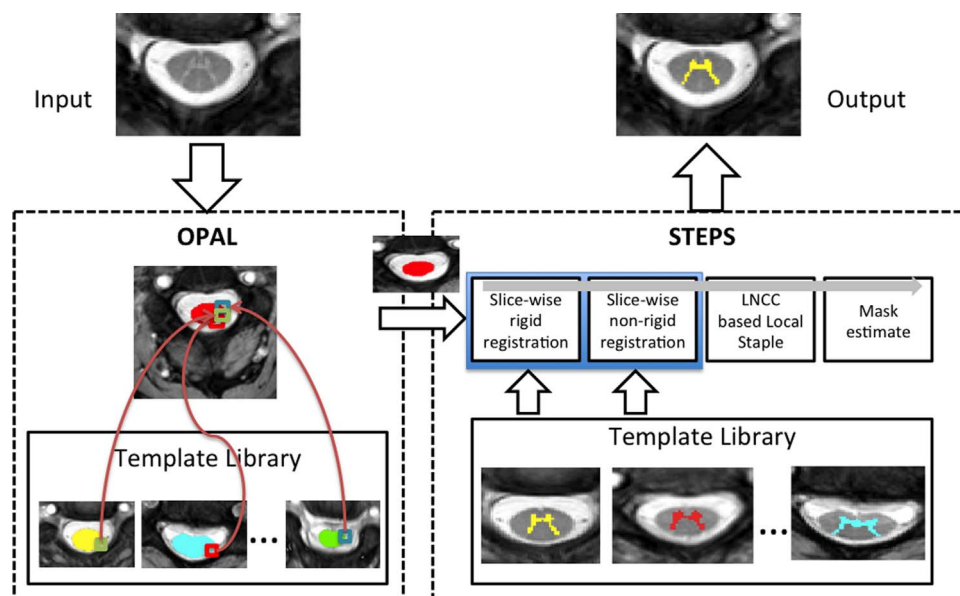 Input
Output
OPAL
Template Library
...
STEPS
Slice-wise
rigid
registration
Slice-wise
non-rigid
registration
LNCC
based Local
Staple
Mask
estimate
Template Library
...